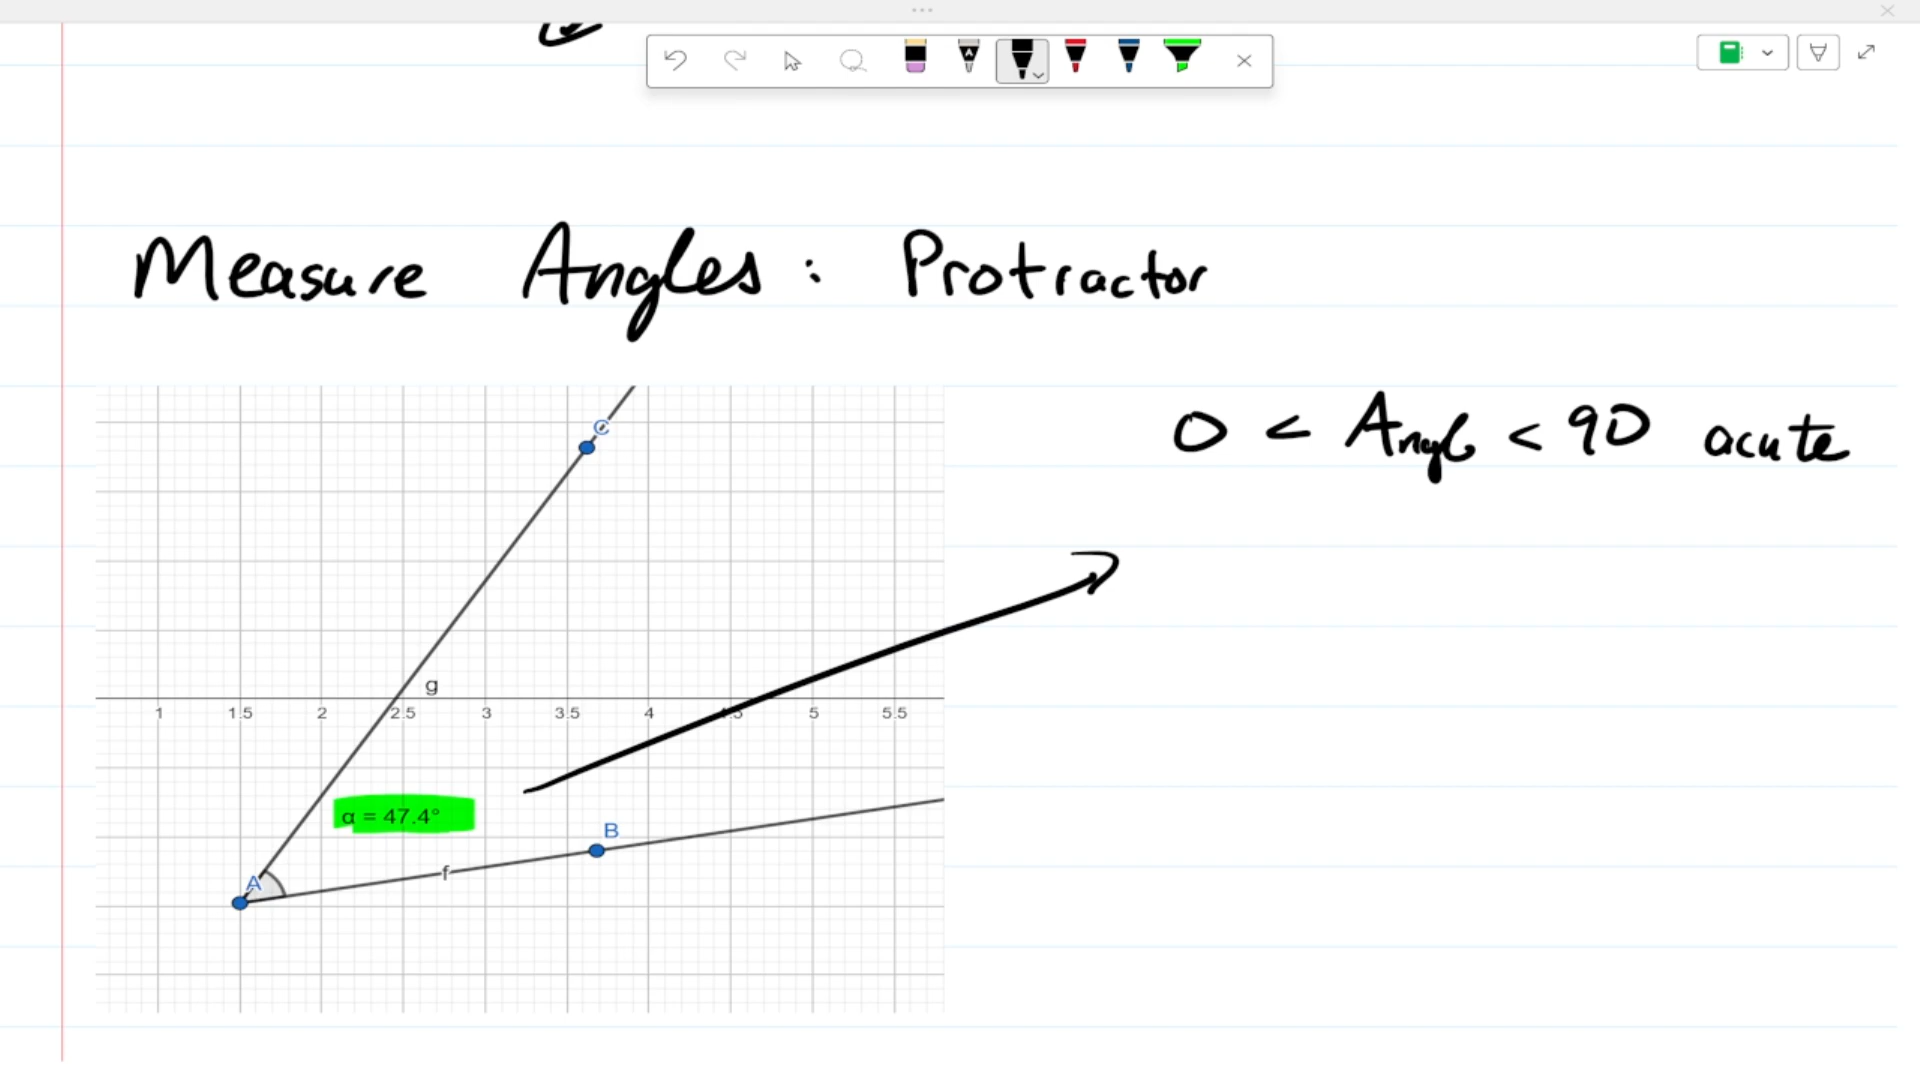 Measure Angles: Protractor
0 < Angle < 90 acute
C
g
1 1.5 2 2.5 3 3.5 4 4.5 5 5.5
α = 47.4°
B
f
A